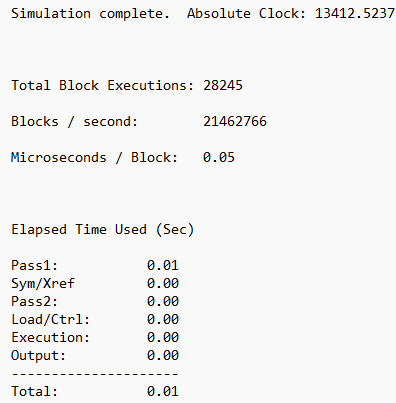 Simulation complete.  Absolute Clock: 13412.5237
Total Block Executions: 28245
Blocks / second:        21462766
Microseconds / Block:   0.05
Elapsed Time Used (Sec)
Pass1:           0.01
Sym/Xref         0.00
Pass2:           0.00
Load/Ctrl:       0.00
Execution:       0.00
Output:          0.00
---------------------
Total:           0.01